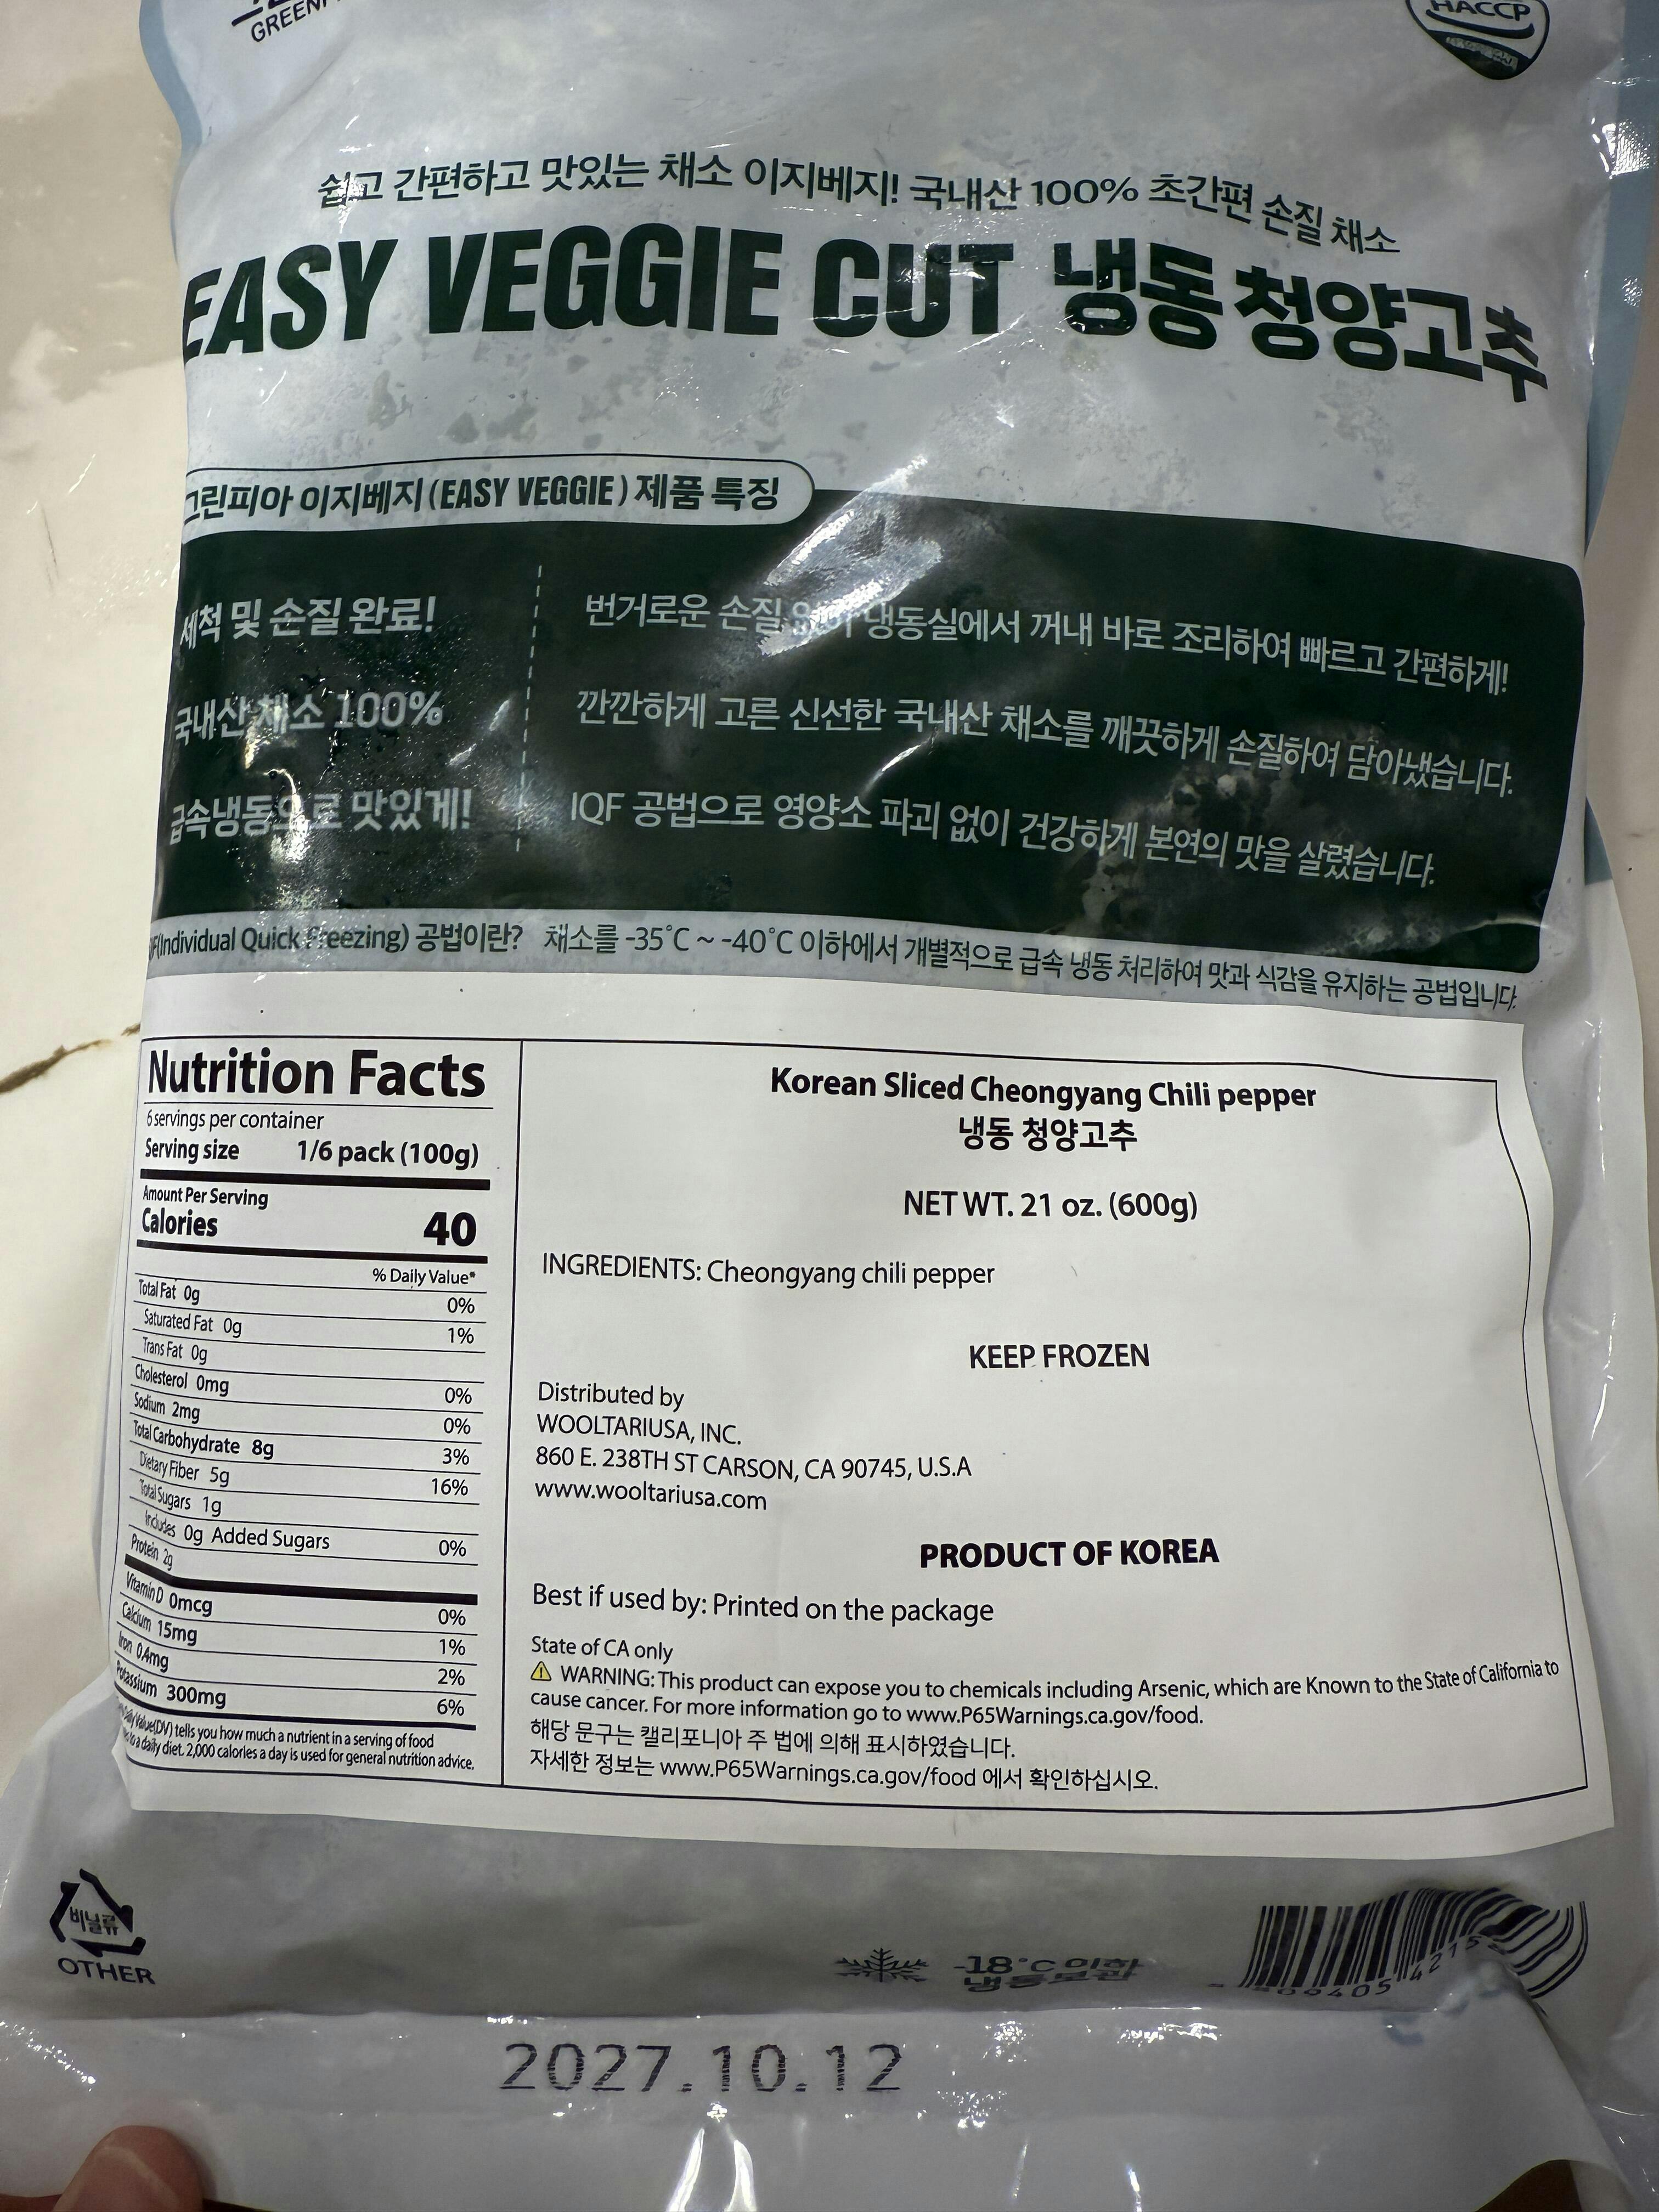 HACCP
쉽고 간편하고 맛있는 채소 이지베지! 국내산 100% 초간편 손질 채소
EASY VEGGIE CUT 냉동 청양고추
그린피아 이지베지 (EASY VEGGIE) 제품 특징
세척 및 손질 완료!
번거로운 손질 없이 냉동실에서 꺼내 바로 조리하여 빠르고 간편하게!
국내산 채소 100%
깐깐하게 고른 신선한 국내산 채소를 깨끗하게 손질하여 담아냈습니다.
급속냉동으로 맛있게!
IQF 공법으로 영양소 파괴 없이 건강하게 본연의 맛을 살렸습니다.
(Individual Quick Freezing) 공법이란? 채소를 -35°C ~ -40°C 이하에서 개별적으로 급속 냉동 처리하여 맛과 식감을 유지하는 공법입니다.
Nutrition Facts
6 servings per container
Serving size 1/6 pack (100g)
Amount Per Serving
Calories 40
% Daily Value*
Total Fat 0g 0%
Saturated Fat 0g 1%
Trans Fat 0g
Cholesterol 0mg 0%
Sodium 2mg 0%
Total Carbohydrate 8g 3%
Dietary Fiber 5g 16%
Total Sugars 1g
Includes 0g Added Sugars 0%
Protein 2g
Vitamin D 0mcg 0%
Calcium 15mg 1%
Iron 0.4mg 2%
Potassium 300mg 6%
Daily Value(DV) tells you how much a nutrient in a serving of food
to a daily diet. 2,000 calories a day is used for general nutrition advice.
Korean Sliced Cheongyang Chili pepper
냉동 청양고추
NET WT. 21 oz. (600g)
INGREDIENTS: Cheongyang chili pepper
KEEP FROZEN
Distributed by
WOOLTARIUSA, INC.
860 E. 238TH ST CARSON, CA 90745, U.S.A
www.wooltariusa.com
PRODUCT OF KOREA
Best if used by: Printed on the package
State of CA only
⚠ WARNING: This product can expose you to chemicals including Arsenic, which are Known to the State of California to
cause cancer. For more information go to www.P65Warnings.ca.gov/food.
해당 문구는 캘리포니아 주 법에 의해 표시하였습니다.
자세한 정보는 www.P65Warnings.ca.gov/food 에서 확인하십시오.
비닐류
OTHER
-18°C 이하
냉동보관
2027.10.12